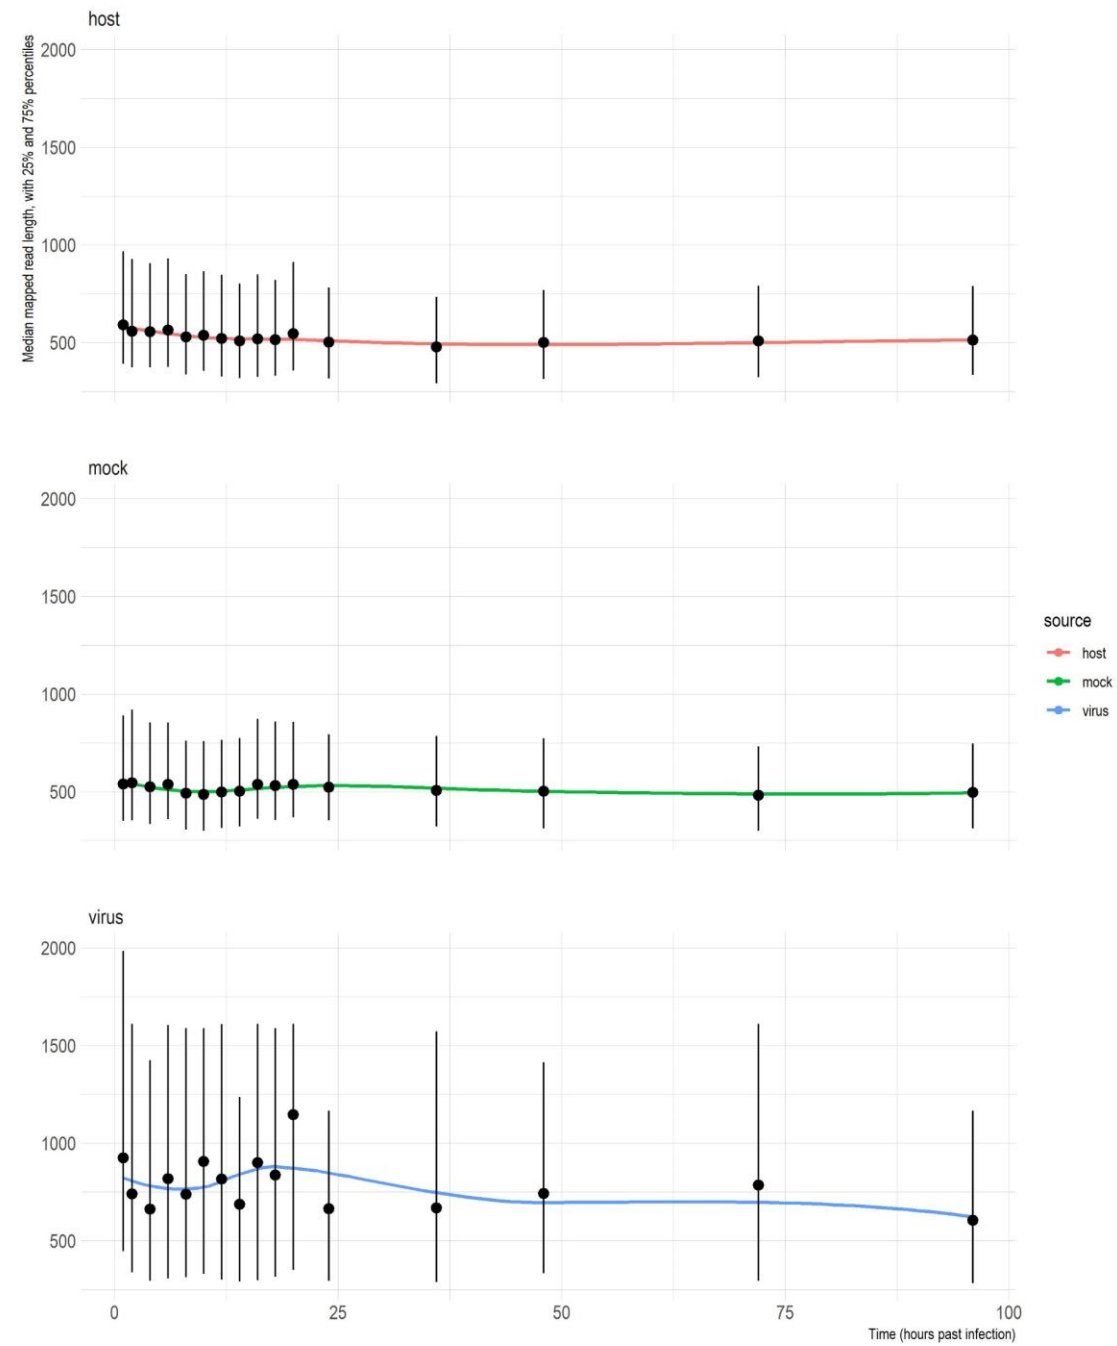 host
Median mapped read length, with 25% and 75% percentiles
2000
1500
1000
500
mock
2000
1500
1000
500
source
host
mock
virus
virus
2000
1500
1000
500
0 25 50 75 100
Time (hours past infection)